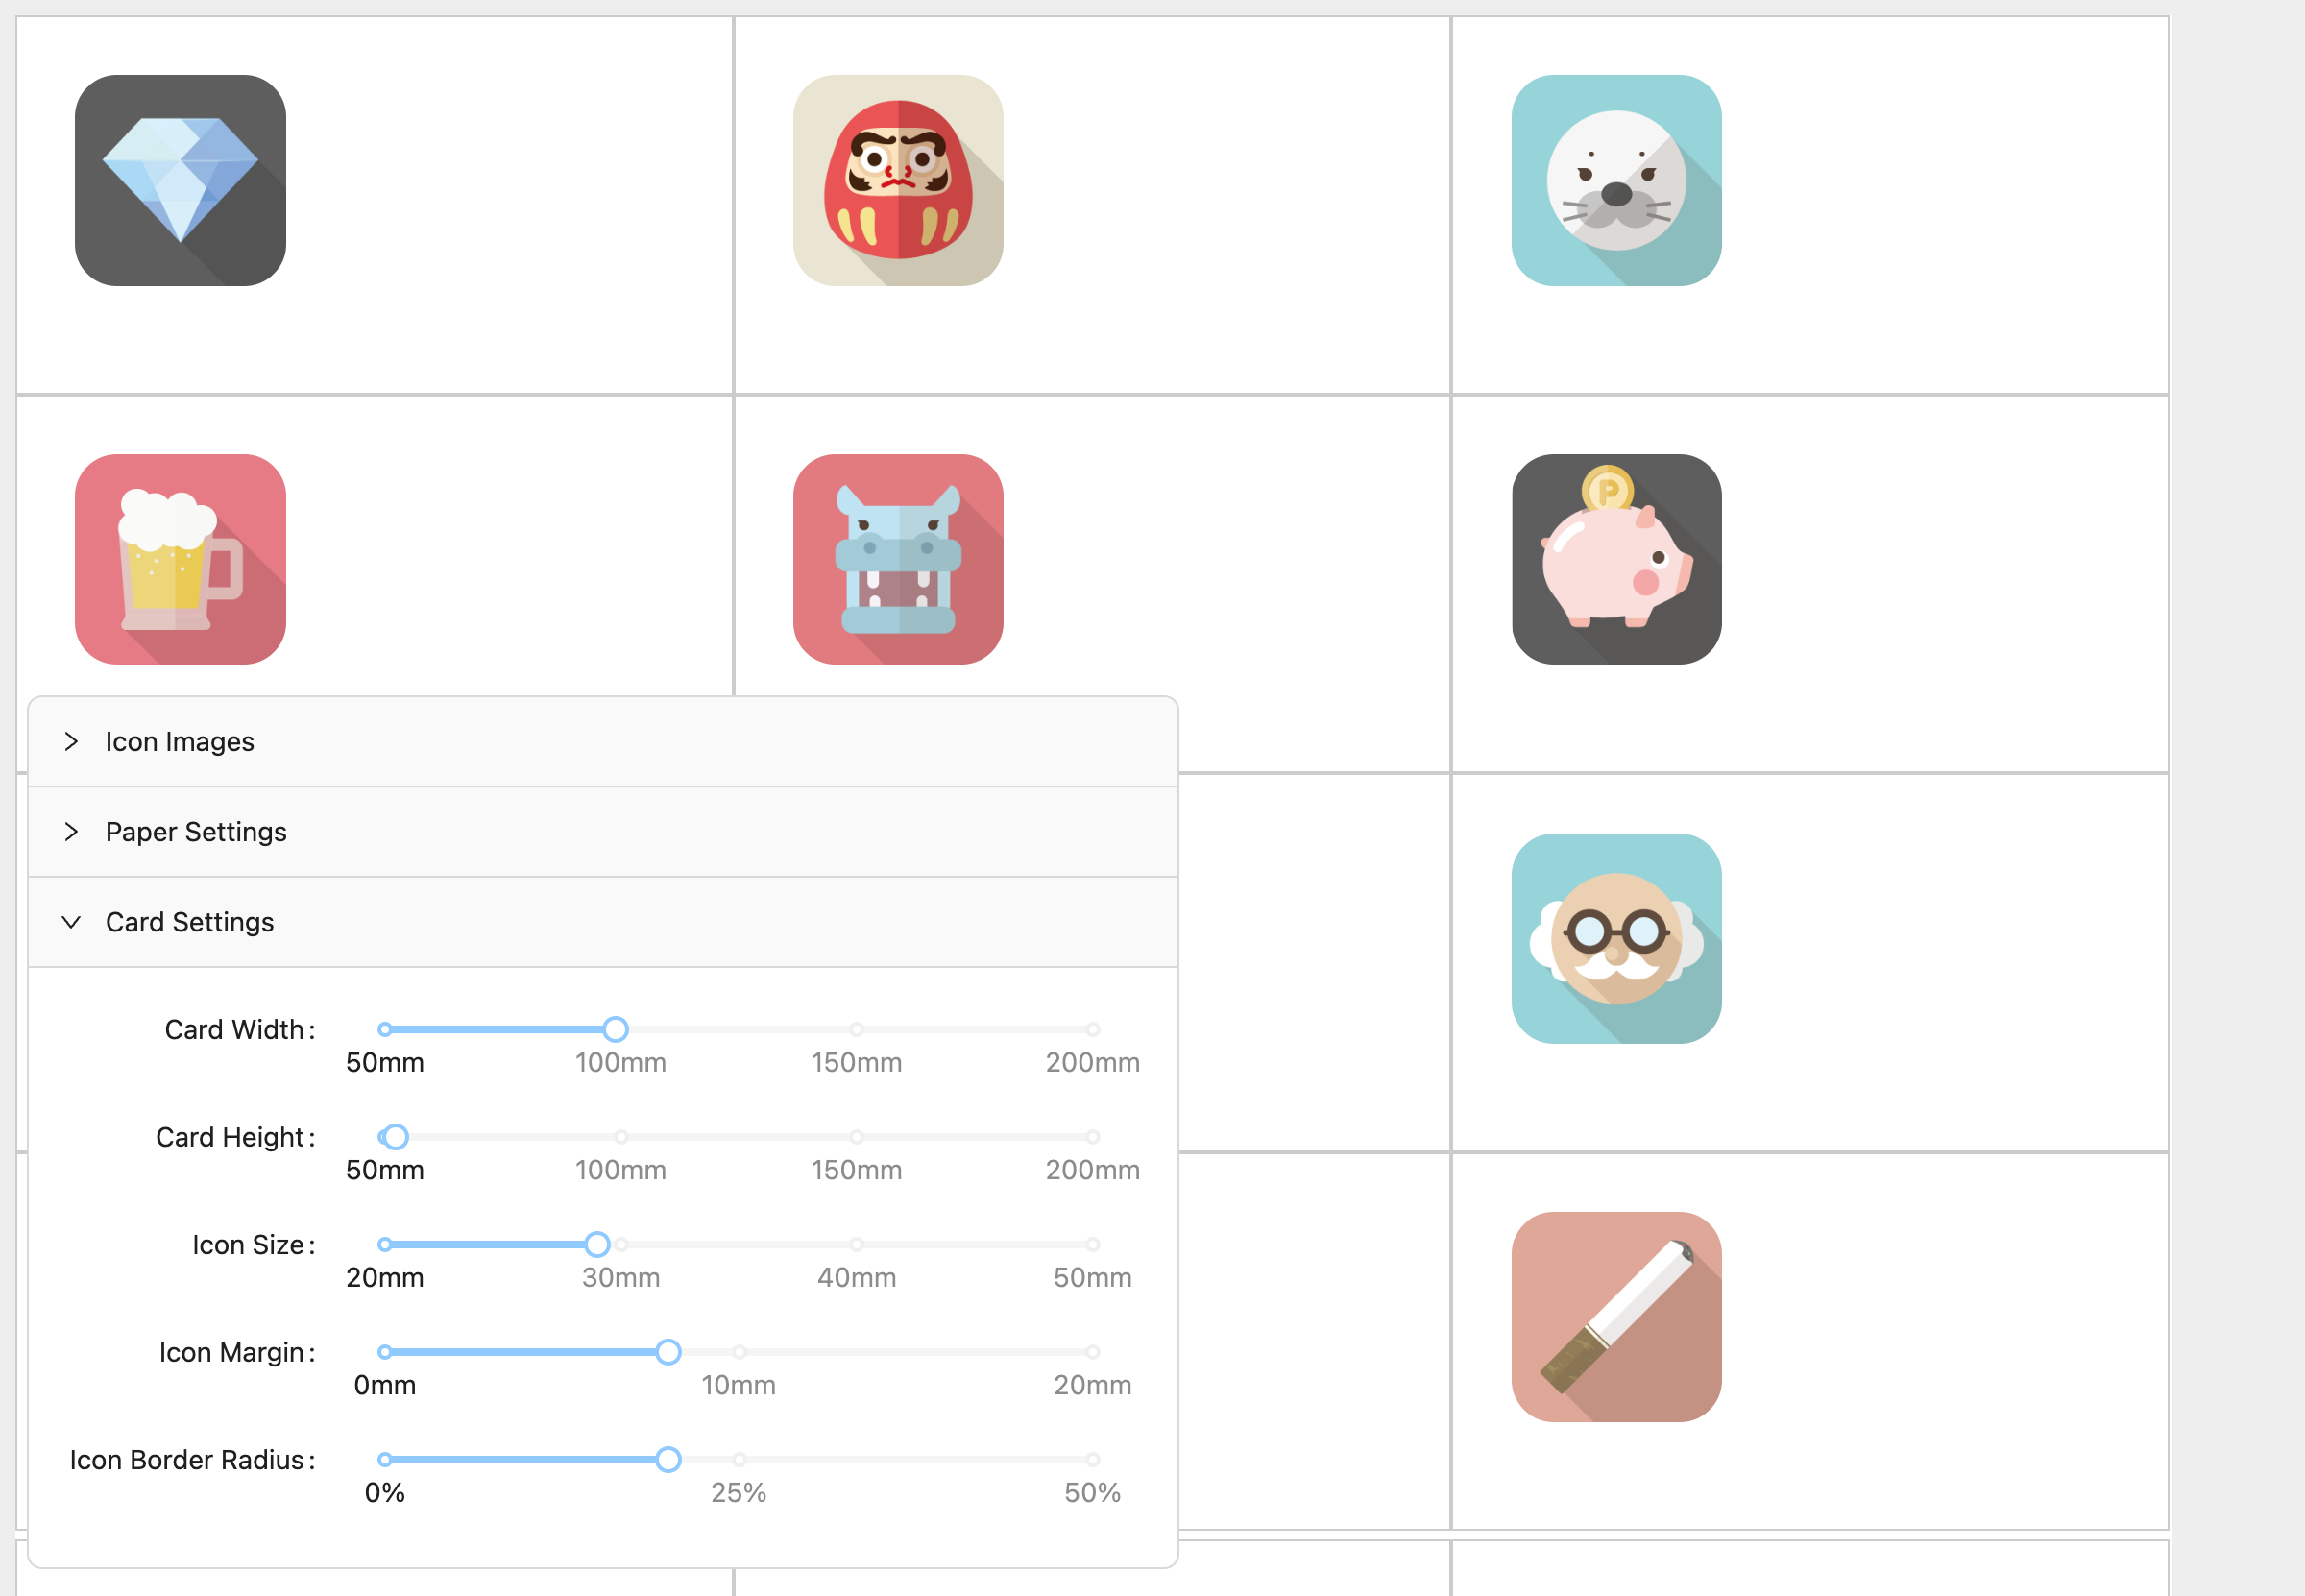 P
Icon Images
Paper Settings
Card Settings
Card Width:
50mm 100mm 150mm 200mm
Card Height:
50mm 100mm 150mm 200mm
Icon Size:
20mm 30mm 40mm 50mm
Icon Margin:
0mm 10mm 20mm
Icon Border Radius:
0% 25% 50%